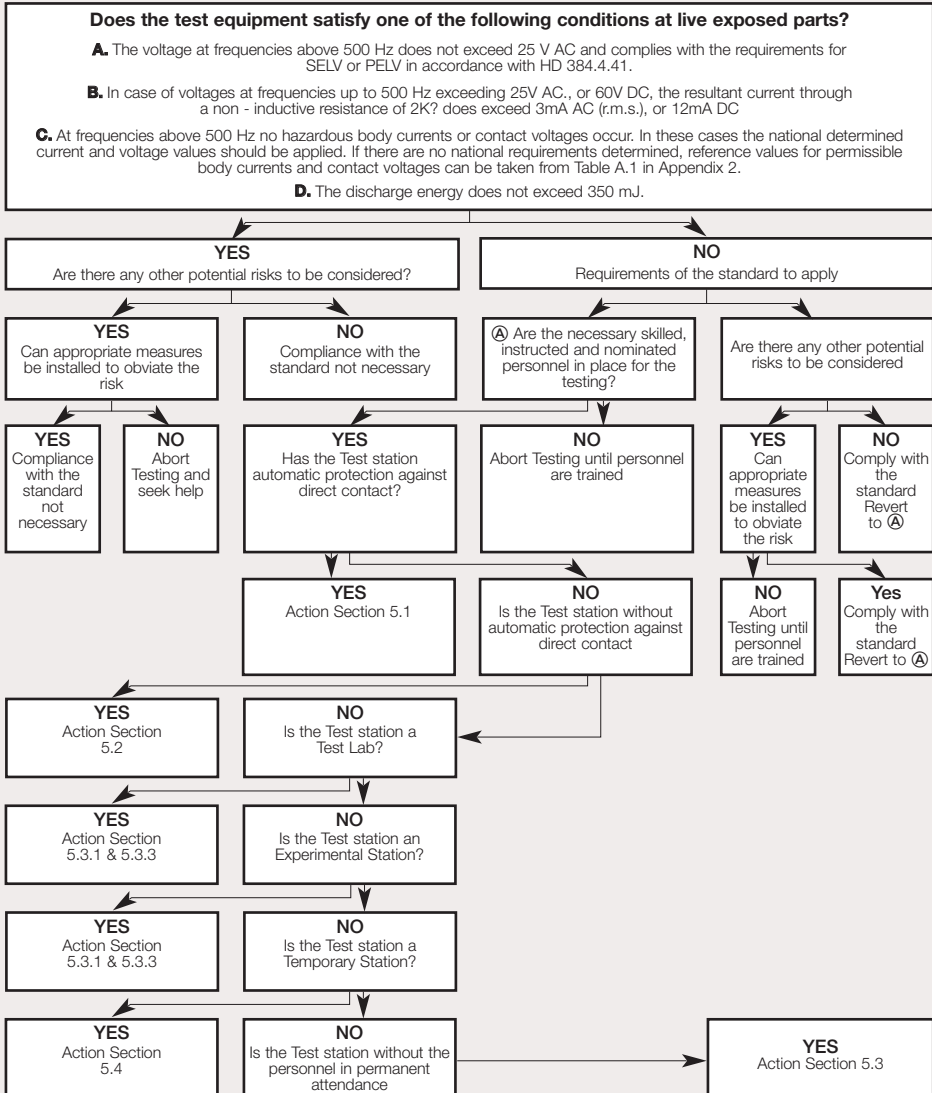 Does the test equipment satisfy one of the following conditions at live exposed parts?
A. The voltage at frequencies above 500 Hz does not exceed 25 V AC and complies with the requirements for
SELV or PELV in accordance with HD 384.4.41.
B. In case of voltages at frequencies up to 500 Hz exceeding 25V AC., or 60V DC, the resultant current through
a non - inductive resistance of 2K? does exceed 3mA AC (r.m.s.), or 12mA DC
C. At frequencies above 500 Hz no hazardous body currents or contact voltages occur. In these cases the national determined
current and voltage values should be applied. If there are no national requirements determined, reference values for permissible
body currents and contact voltages can be taken from Table A.1 in Appendix 2.
D. The discharge energy does not exceed 350 mJ.
YES
Are there any other potential risks to be considered?
NO
Requirements of the standard to apply
YES
Can appropriate measures
be installed to obviate the
risk
NO
Compliance with the
standard not necessary
Ⓐ Are the necessary skilled,
instructed and nominated
personnel in place for the
testing?
Are there any other potential
risks to be considered
YES
Compliance
with the
standard
not
necessary
NO
Abort
Testing and
seek help
YES
Has the Test station
automatic protection against
direct contact?
NO
Abort Testing until personnel
are trained
YES
Can
appropriate
measures
be installed
to obviate
the risk
NO
Comply with
the
standard
Revert
to Ⓐ
YES
Action Section 5.1
NO
Is the Test station without
automatic protection against
direct contact
NO
Abort
Testing until
personnel
are trained
Yes
Comply with
the
standard
Revert to Ⓐ
YES
Action Section
5.2
NO
Is the Test station a
Test Lab?
YES
Action Section
5.3.1 & 5.3.3
NO
Is the Test station an
Experimental Station?
YES
Action Section
5.3.1 & 5.3.3
NO
Is the Test station a
Temporary Station?
YES
Action Section
5.4
NO
Is the Test station without the
personnel in permanent
attendance
YES
Action Section 5.3